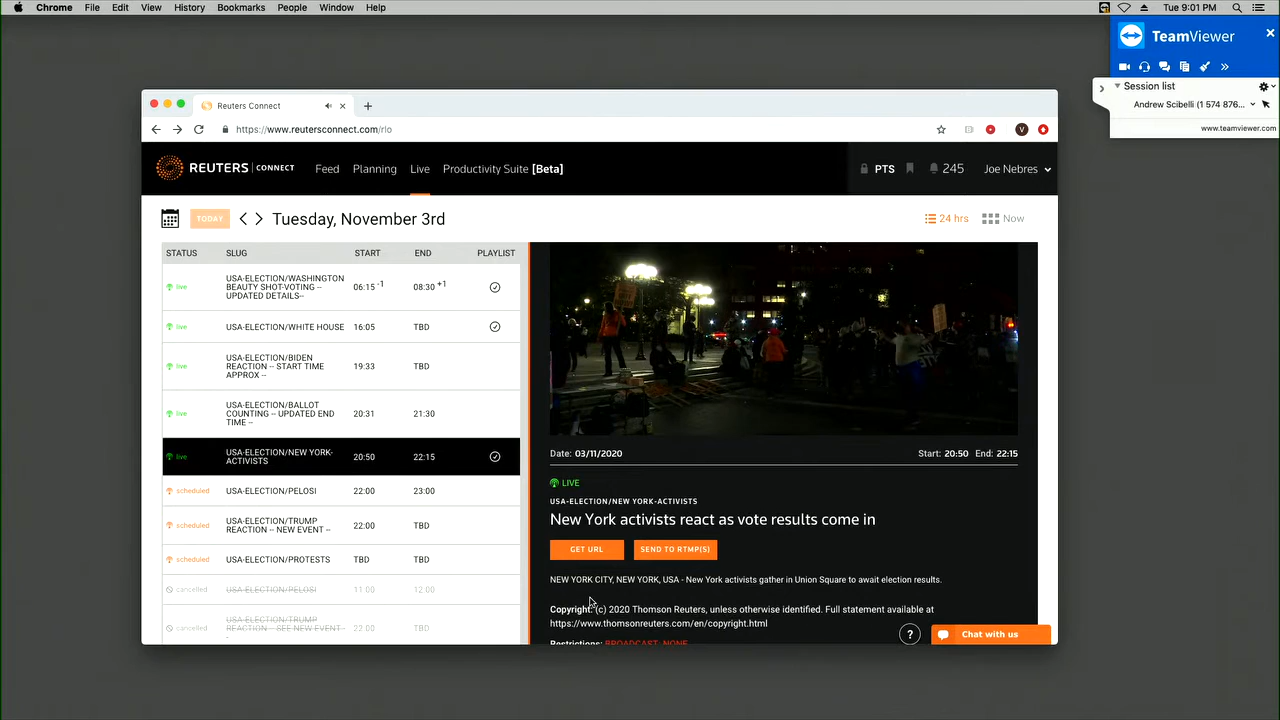 Chrome File Edit View History Bookmarks People Window Help
Tue 9:01 PM
TeamViewer
Session list
Andrew Scibelli (1 574 876...
www.teamviewer.com
Reuters Connect
https://www.reutersconnect.com/rlo
V
REUTERS CONNECT
Feed Planning Live Productivity Suite [Beta]
PTS 245 Joe Nebres
TODAY Tuesday, November 3rd
24 hrs Now
STATUS SLUG START END PLAYLIST
live USA-ELECTION/WASHINGTON BEAUTY SHOT-VOTING -- UPDATED DETAILS-- 06:15 -1 08:30 +1
live USA-ELECTION/WHITE HOUSE 16:05 TBD
live USA-ELECTION/BIDEN REACTION -- START TIME APPROX -- 19:33 TBD
live USA-ELECTION/BALLOT COUNTING -- UPDATED END TIME -- 20:31 21:30
live USA-ELECTION/NEW YORK-ACTIVISTS 20:50 22:15
scheduled USA-ELECTION/PELOSI 22:00 23:00
scheduled USA-ELECTION/TRUMP REACTION -- NEW EVENT -- 22:00 TBD
scheduled USA-ELECTION/PROTESTS TBD TBD
cancelled USA-ELECTION/PELOSI 11:00 12:00
cancelled USA-ELECTION/TRUMP REACTION -- SEE NEW EVENT -- 22:00 TBD
Date: 03/11/2020 Start: 20:50 End: 22:15
LIVE
USA-ELECTION/NEW YORK-ACTIVISTS
New York activists react as vote results come in
GET URL SEND TO RTMP(S)
NEW YORK CITY, NEW YORK, USA - New York activists gather in Union Square to await election results.
Copyright: (c) 2020 Thomson Reuters, unless otherwise identified. Full statement available at
https://www.thomsonreuters.com/en/copyright.html
Restrictions: BROADCAST: NONE
? Chat with us